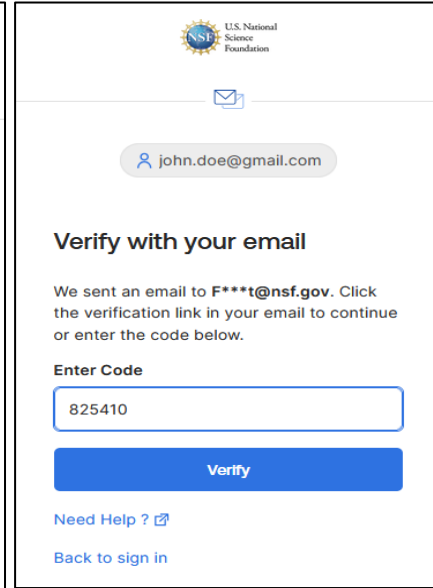 NSF
U.S. National
Science
Foundation
john.doe@gmail.com
Verify with your email
We sent an email to F***t@nsf.gov. Click
the verification link in your email to continue
or enter the code below.
Enter Code
825410
Verify
Need Help ?
Back to sign in